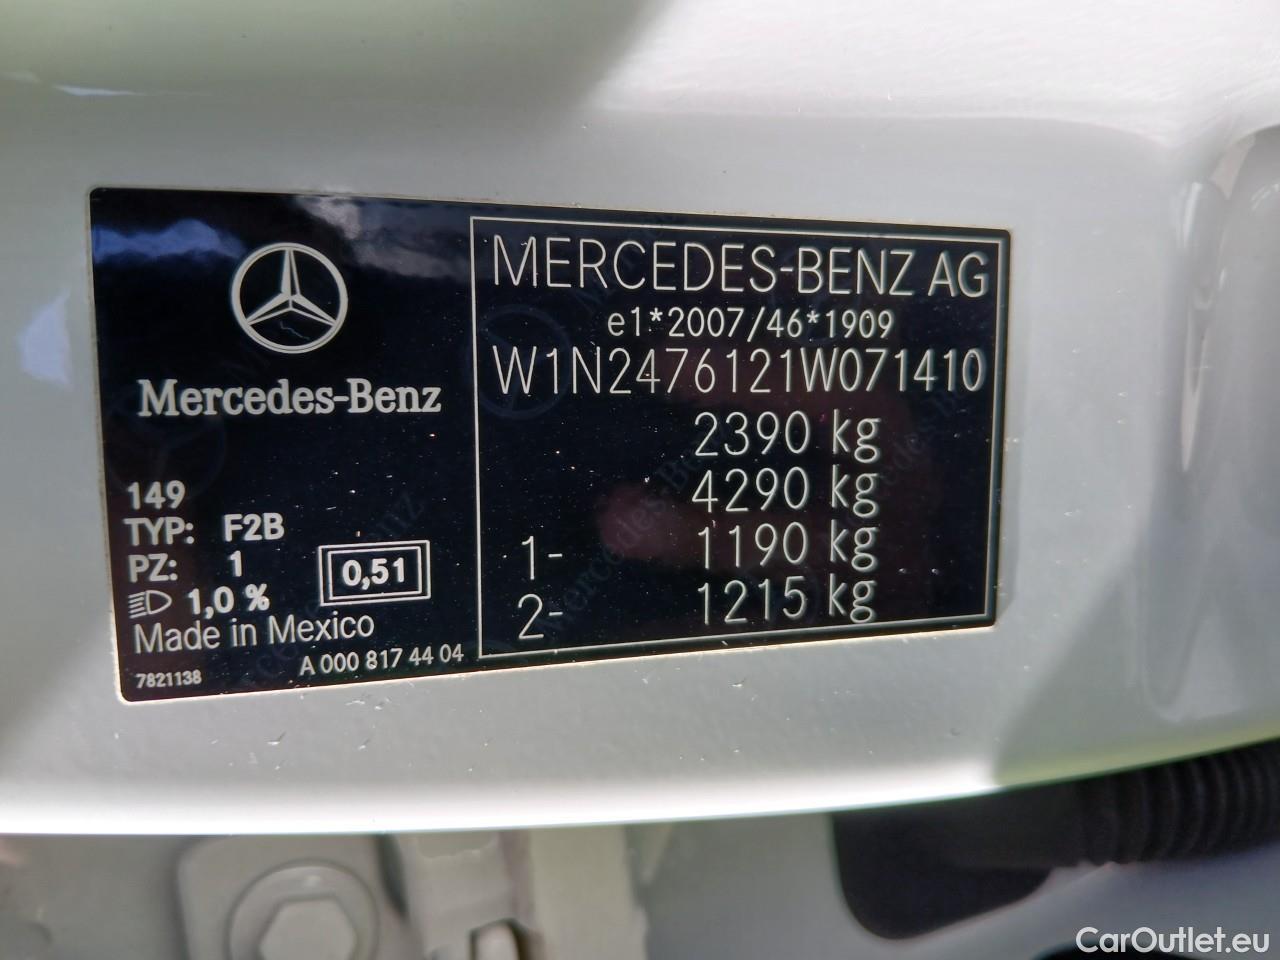 Mercedes-Benz
149
TYP: F2B
PZ: 1
1,0 %
0,51
Made in Mexico
A 000 817 44 04
7821138
MERCEDES-BENZ AG
e1*2007/46*1909
W1N2476121W071410
2390 kg
4290 kg
1- 1190 kg
2- 1215 kg
CarOutlet.eu